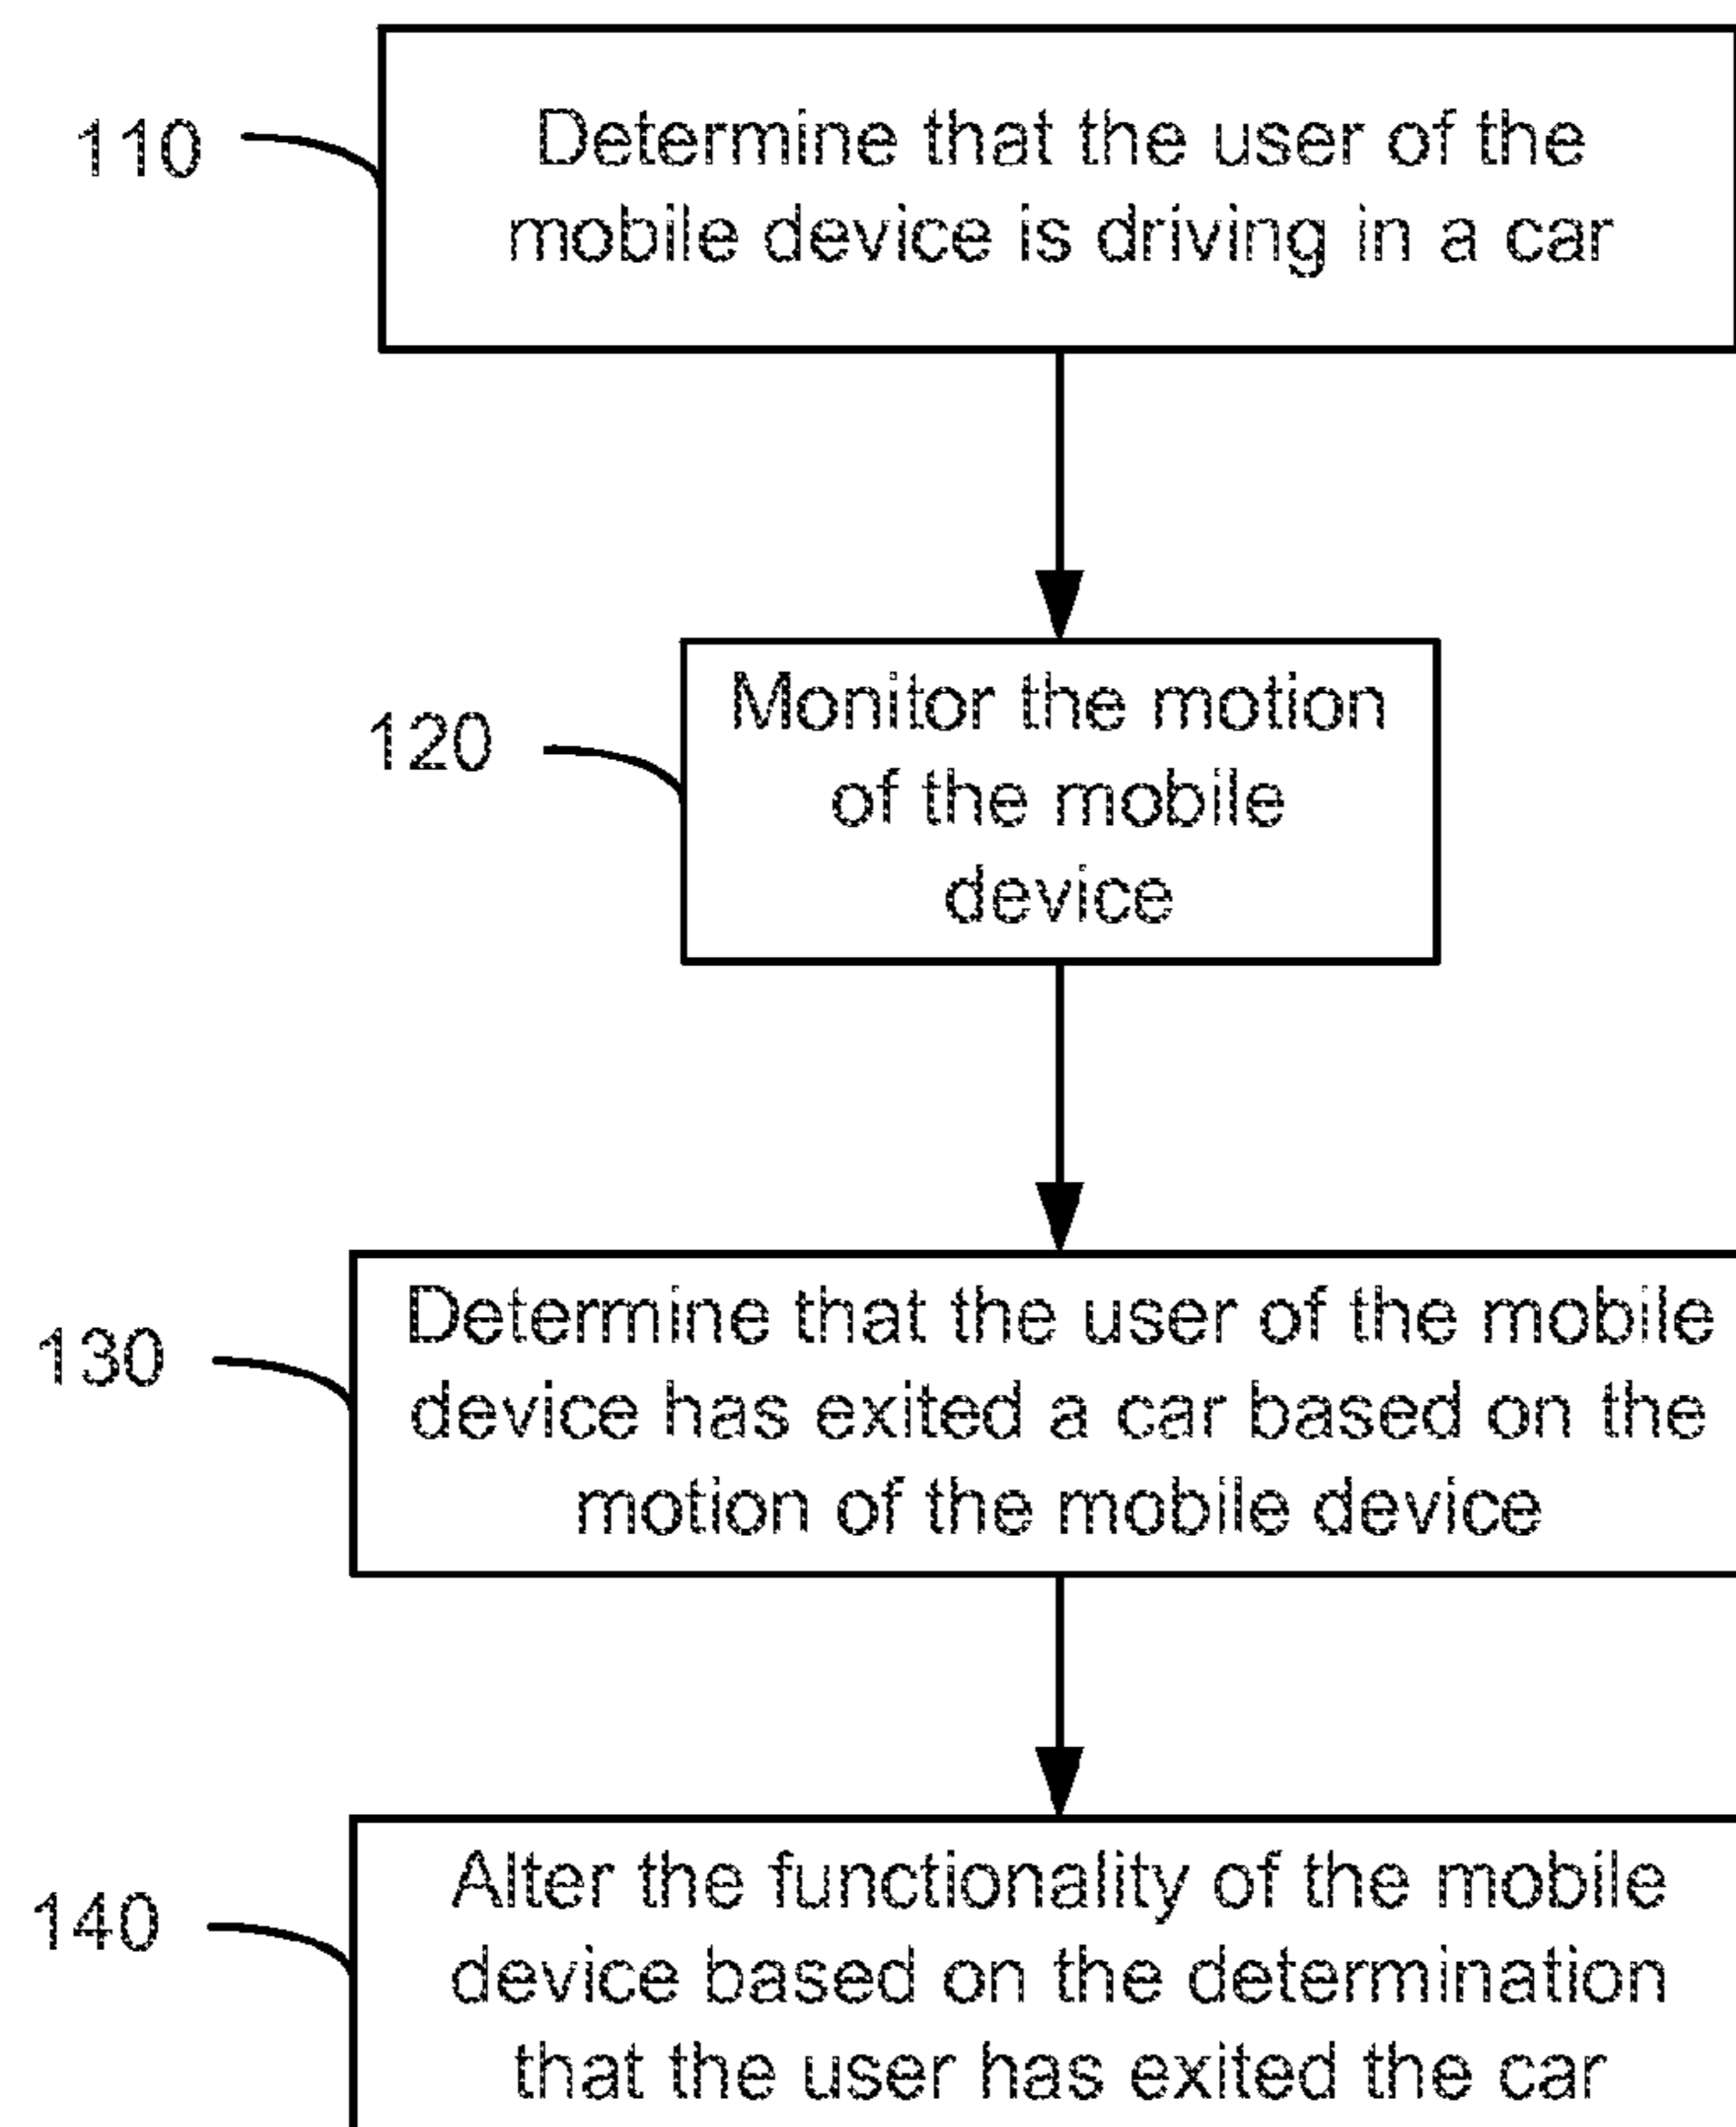 110
Determine that the user of the
mobile device is driving in a car
120
Monitor the motion
of the mobile
device
130
Determine that the user of the mobile
device has exited a car based on the
motion of the mobile device
140
Alter the functionality of the mobile
device based on the determination
that the user has exited the car